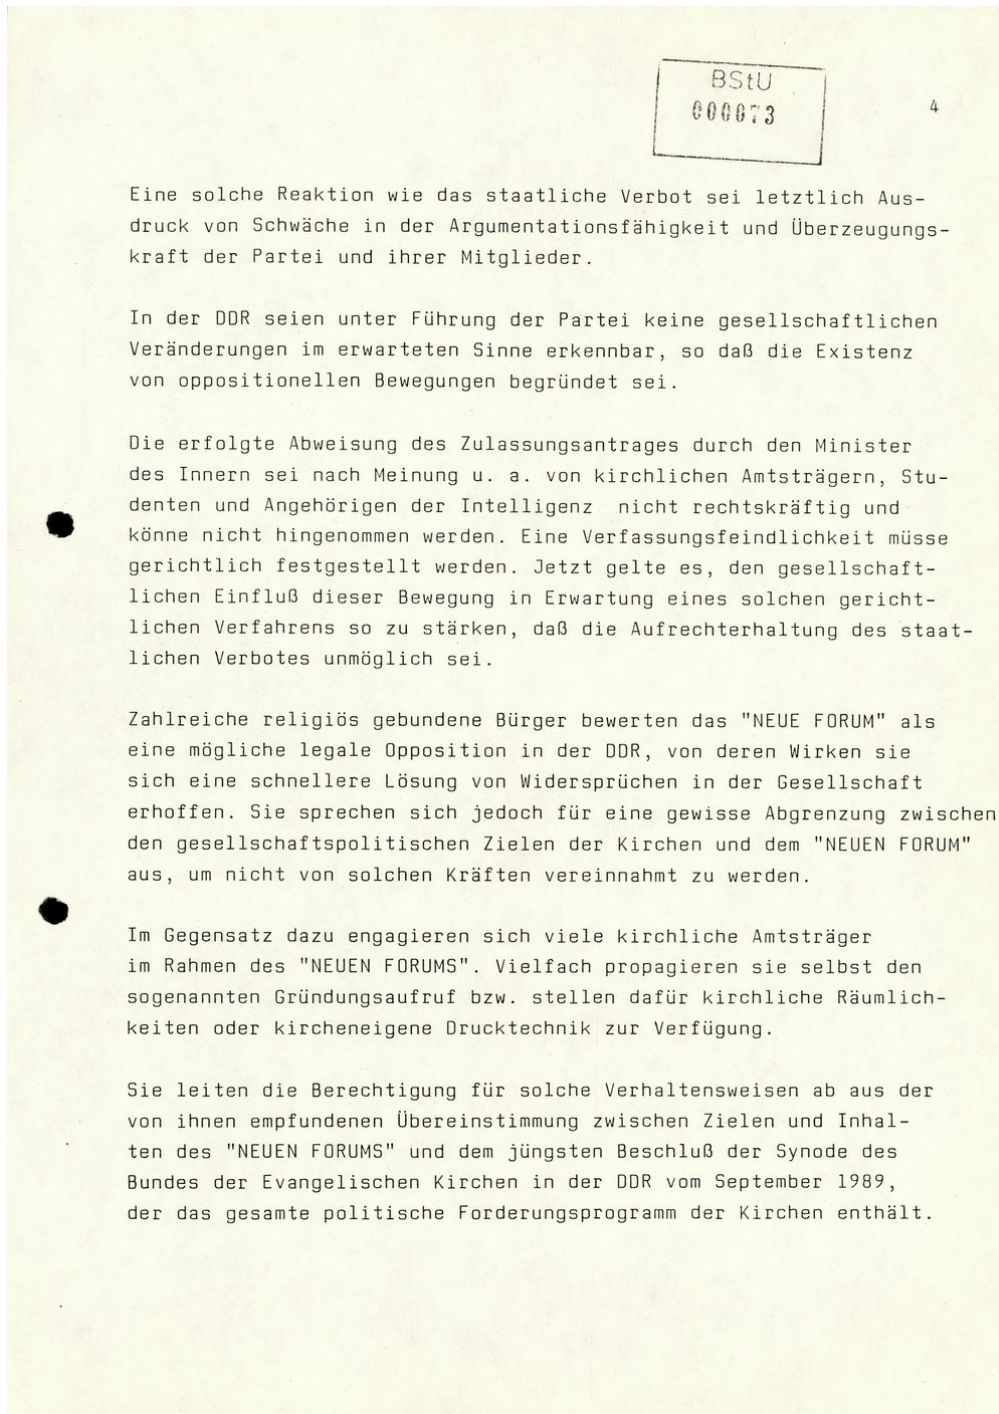 BStU
000073
4
Eine solche Reaktion wie das staatliche Verbot sei letztlich Aus-
druck von Schwäche in der Argumentationsfähigkeit und Überzeugungs-
kraft der Partei und ihrer Mitglieder.
In der DDR seien unter Führung der Partei keine gesellschaftlichen
Veränderungen im erwarteten Sinne erkennbar, so daß die Existenz
von oppositionellen Bewegungen begründet sei.
Die erfolgte Abweisung des Zulassungsantrages durch den Minister
des Innern sei nach Meinung u. a. von kirchlichen Amtsträgern, Stu-
denten und Angehörigen der Intelligenz  nicht rechtskräftig und
könne nicht hingenommen werden. Eine Verfassungsfeindlichkeit müsse
gerichtlich festgestellt werden. Jetzt gelte es, den gesellschaft-
lichen Einfluß dieser Bewegung in Erwartung eines solchen gericht-
lichen Verfahrens so zu stärken, daß die Aufrechterhaltung des staat-
lichen Verbotes unmöglich sei.
Zahlreiche religiös gebundene Bürger bewerten das "NEUE FORUM" als
eine mögliche legale Opposition in der DDR, von deren Wirken sie
sich eine schnellere Lösung von Widersprüchen in der Gesellschaft
erhoffen. Sie sprechen sich jedoch für eine gewisse Abgrenzung zwischen
den gesellschaftspolitischen Zielen der Kirchen und dem "NEUEN FORUM"
aus, um nicht von solchen Kräften vereinnahmt zu werden.
Im Gegensatz dazu engagieren sich viele kirchliche Amtsträger
im Rahmen des "NEUEN FORUMS". Vielfach propagieren sie selbst den
sogenannten Gründungsaufruf bzw. stellen dafür kirchliche Räumlich-
keiten oder kircheneigene Drucktechnik zur Verfügung.
Sie leiten die Berechtigung für solche Verhaltensweisen ab aus der
von ihnen empfundenen Übereinstimmung zwischen Zielen und Inhal-
ten des "NEUEN FORUMS" und dem jüngsten Beschluß der Synode des
Bundes der Evangelischen Kirchen in der DDR vom September 1989,
der das gesamte politische Forderungsprogramm der Kirchen enthält.